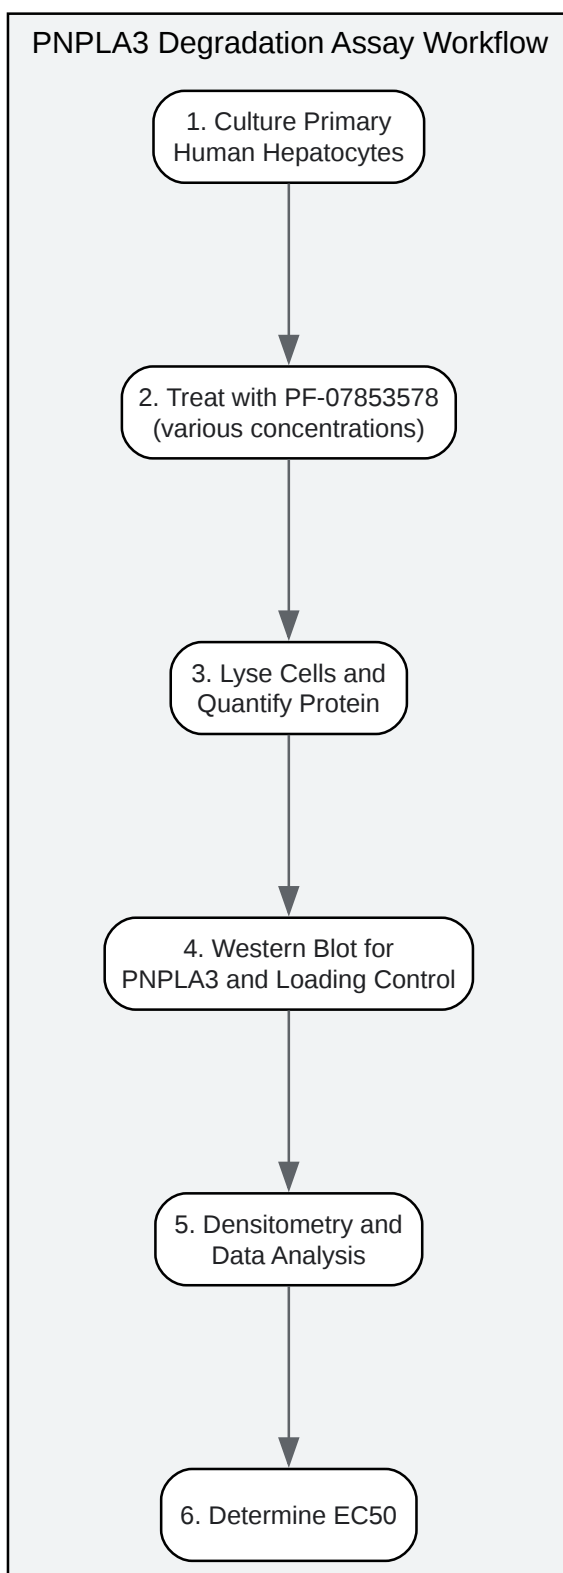 PNPLA3 Degradation Assay Workflow
1. Culture Primary
Human Hepatocytes
2. Treat with PF-07853578
(various concentrations)
3. Lyse Cells and
Quantify Protein
4. Western Blot for
PNPLA3 and Loading Control
5. Densitometry and
Data Analysis
6. Determine EC50